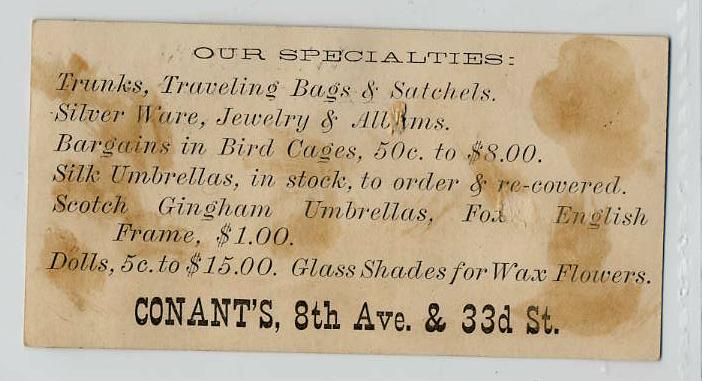 OUR SPECIALTIES:
Trunks, Traveling Bags & Satchels.
Silver Ware, Jewelry & Albums.
Bargains in Bird Cages, 50c. to $8.00.
Silk Umbrellas, in stock, to order & re-covered.
Scotch Gingham Umbrellas, Fox English
Frame, $1.00.
Dolls, 5c. to $15.00. Glass Shades for Wax Flowers.
CONANT'S, 8th Ave. & 33d St.